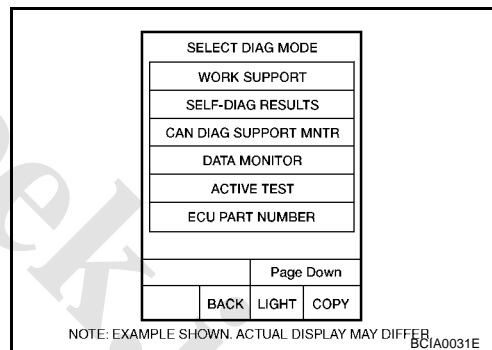 SELECT DIAG MODE
WORK SUPPORT
SELF-DIAG RESULTS
CAN DIAG SUPPORT MNTR
DATA MONITOR
ACTIVE TEST
ECU PART NUMBER
Page Down
BACK LIGHT COPY
NOTE: EXAMPLE SHOWN. ACTUAL DISPLAY MAY DIFFER.
BCIA0031E